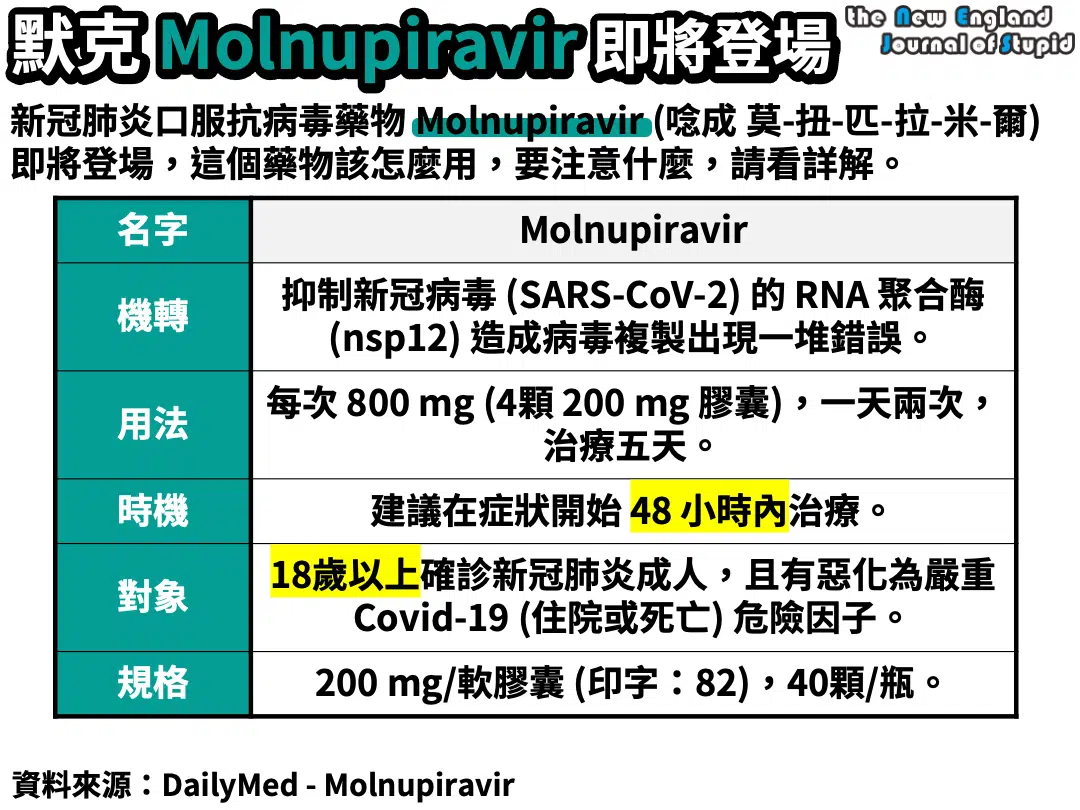 默克 Molnupiravir 即將登場
the New England
Journal of Stupid
新冠肺炎口服抗病毒藥物 Molnupiravir (唸成 莫-扭-匹-拉-米-爾)
即將登場，這個藥物該怎麼用，要注意什麼，請看詳解。
名字
Molnupiravir
機轉
抑制新冠病毒 (SARS-CoV-2) 的 RNA 聚合酶
(nsp12) 造成病毒複製出現一堆錯誤。
用法
每次 800 mg (4顆 200 mg 膠囊)，一天兩次，
治療五天。
時機
建議在症狀開始 48 小時內治療。
對象
18歲以上確診新冠肺炎成人，且有惡化為嚴重
Covid-19 (住院或死亡) 危險因子。
規格
200 mg/軟膠囊 (印字：82)，40顆/瓶。
資料來源：DailyMed - Molnupiravir